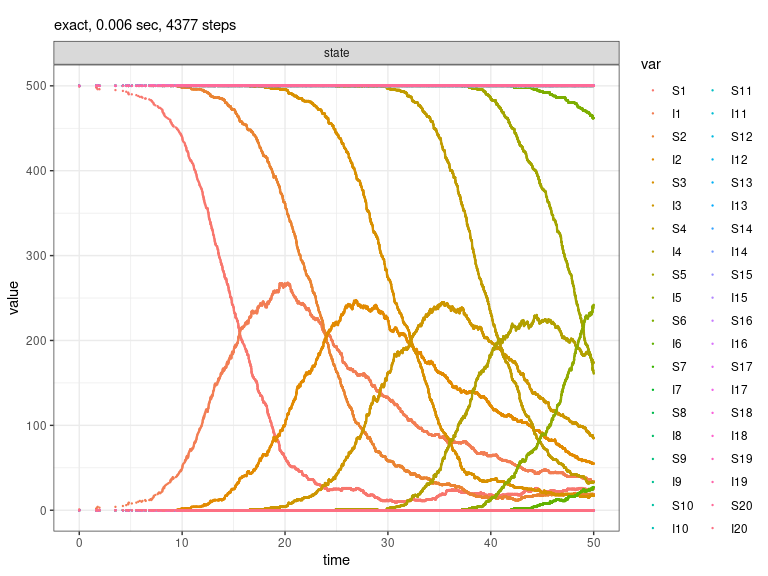 exact, 0.006 sec, 4377 steps
state
500
400
300
200
100
0
value
0 10 20 30 40 50
time
var
S1 S11
I1 I11
S2 S12
I2 I12
S3 S13
I3 I13
S4 S14
I4 I14
S5 S15
I5 I15
S6 S16
I6 I16
S7 S17
I7 I17
S8 S18
I8 I18
S9 S19
I9 I19
S10 S20
I10 I20